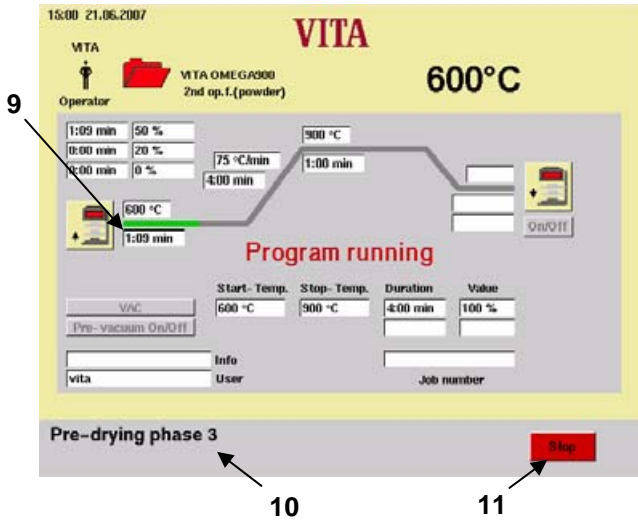 15:00 21.06.2007
VITA
VITA
Operator
VITA OMEGA900
2nd op.f.(powder)
600°C
9
1:09 min 50 %
0:00 min 20 %
0:00 min 0 %
75 °C/min
4:00 min
900 °C
1:00 min
600 °C
1:09 min
On/Off
Program running
Start-Temp. Stop-Temp. Duration Value
600 °C 900 °C 4:00 min 100 %
VAC
Pre-vacuum On/Off
Info
vita User Job number
Pre-drying phase 3
Stop
10
11